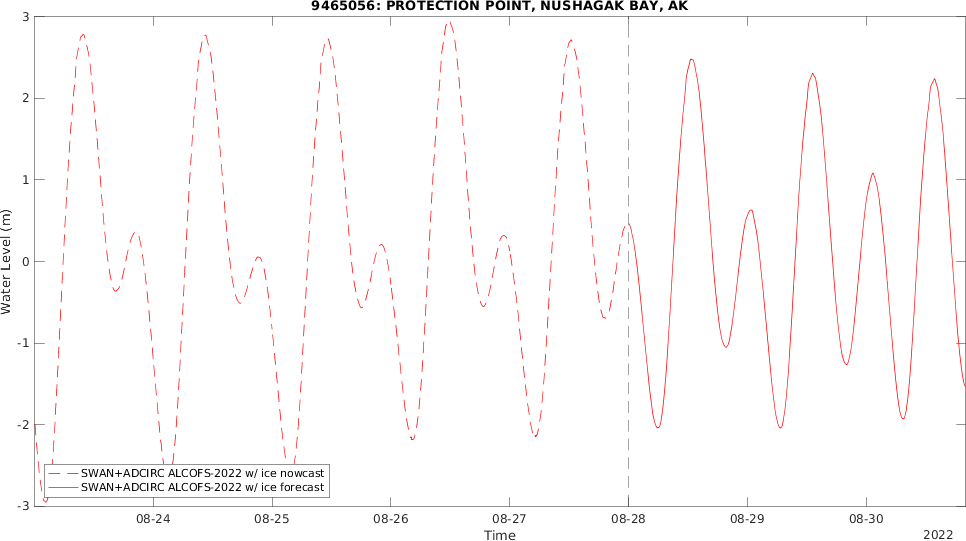 9465056: PROTECTION POINT, NUSHAGAK BAY, AK
3
2
1
0
-1
-2
-3
Water Level (m)
SWAN+ADCIRC ALCOFS-2022 w/ ice nowcast
SWAN+ADCIRC ALCOFS-2022 w/ ice forecast
08-24 08-25 08-26 08-27 08-28 08-29 08-30
Time
2022